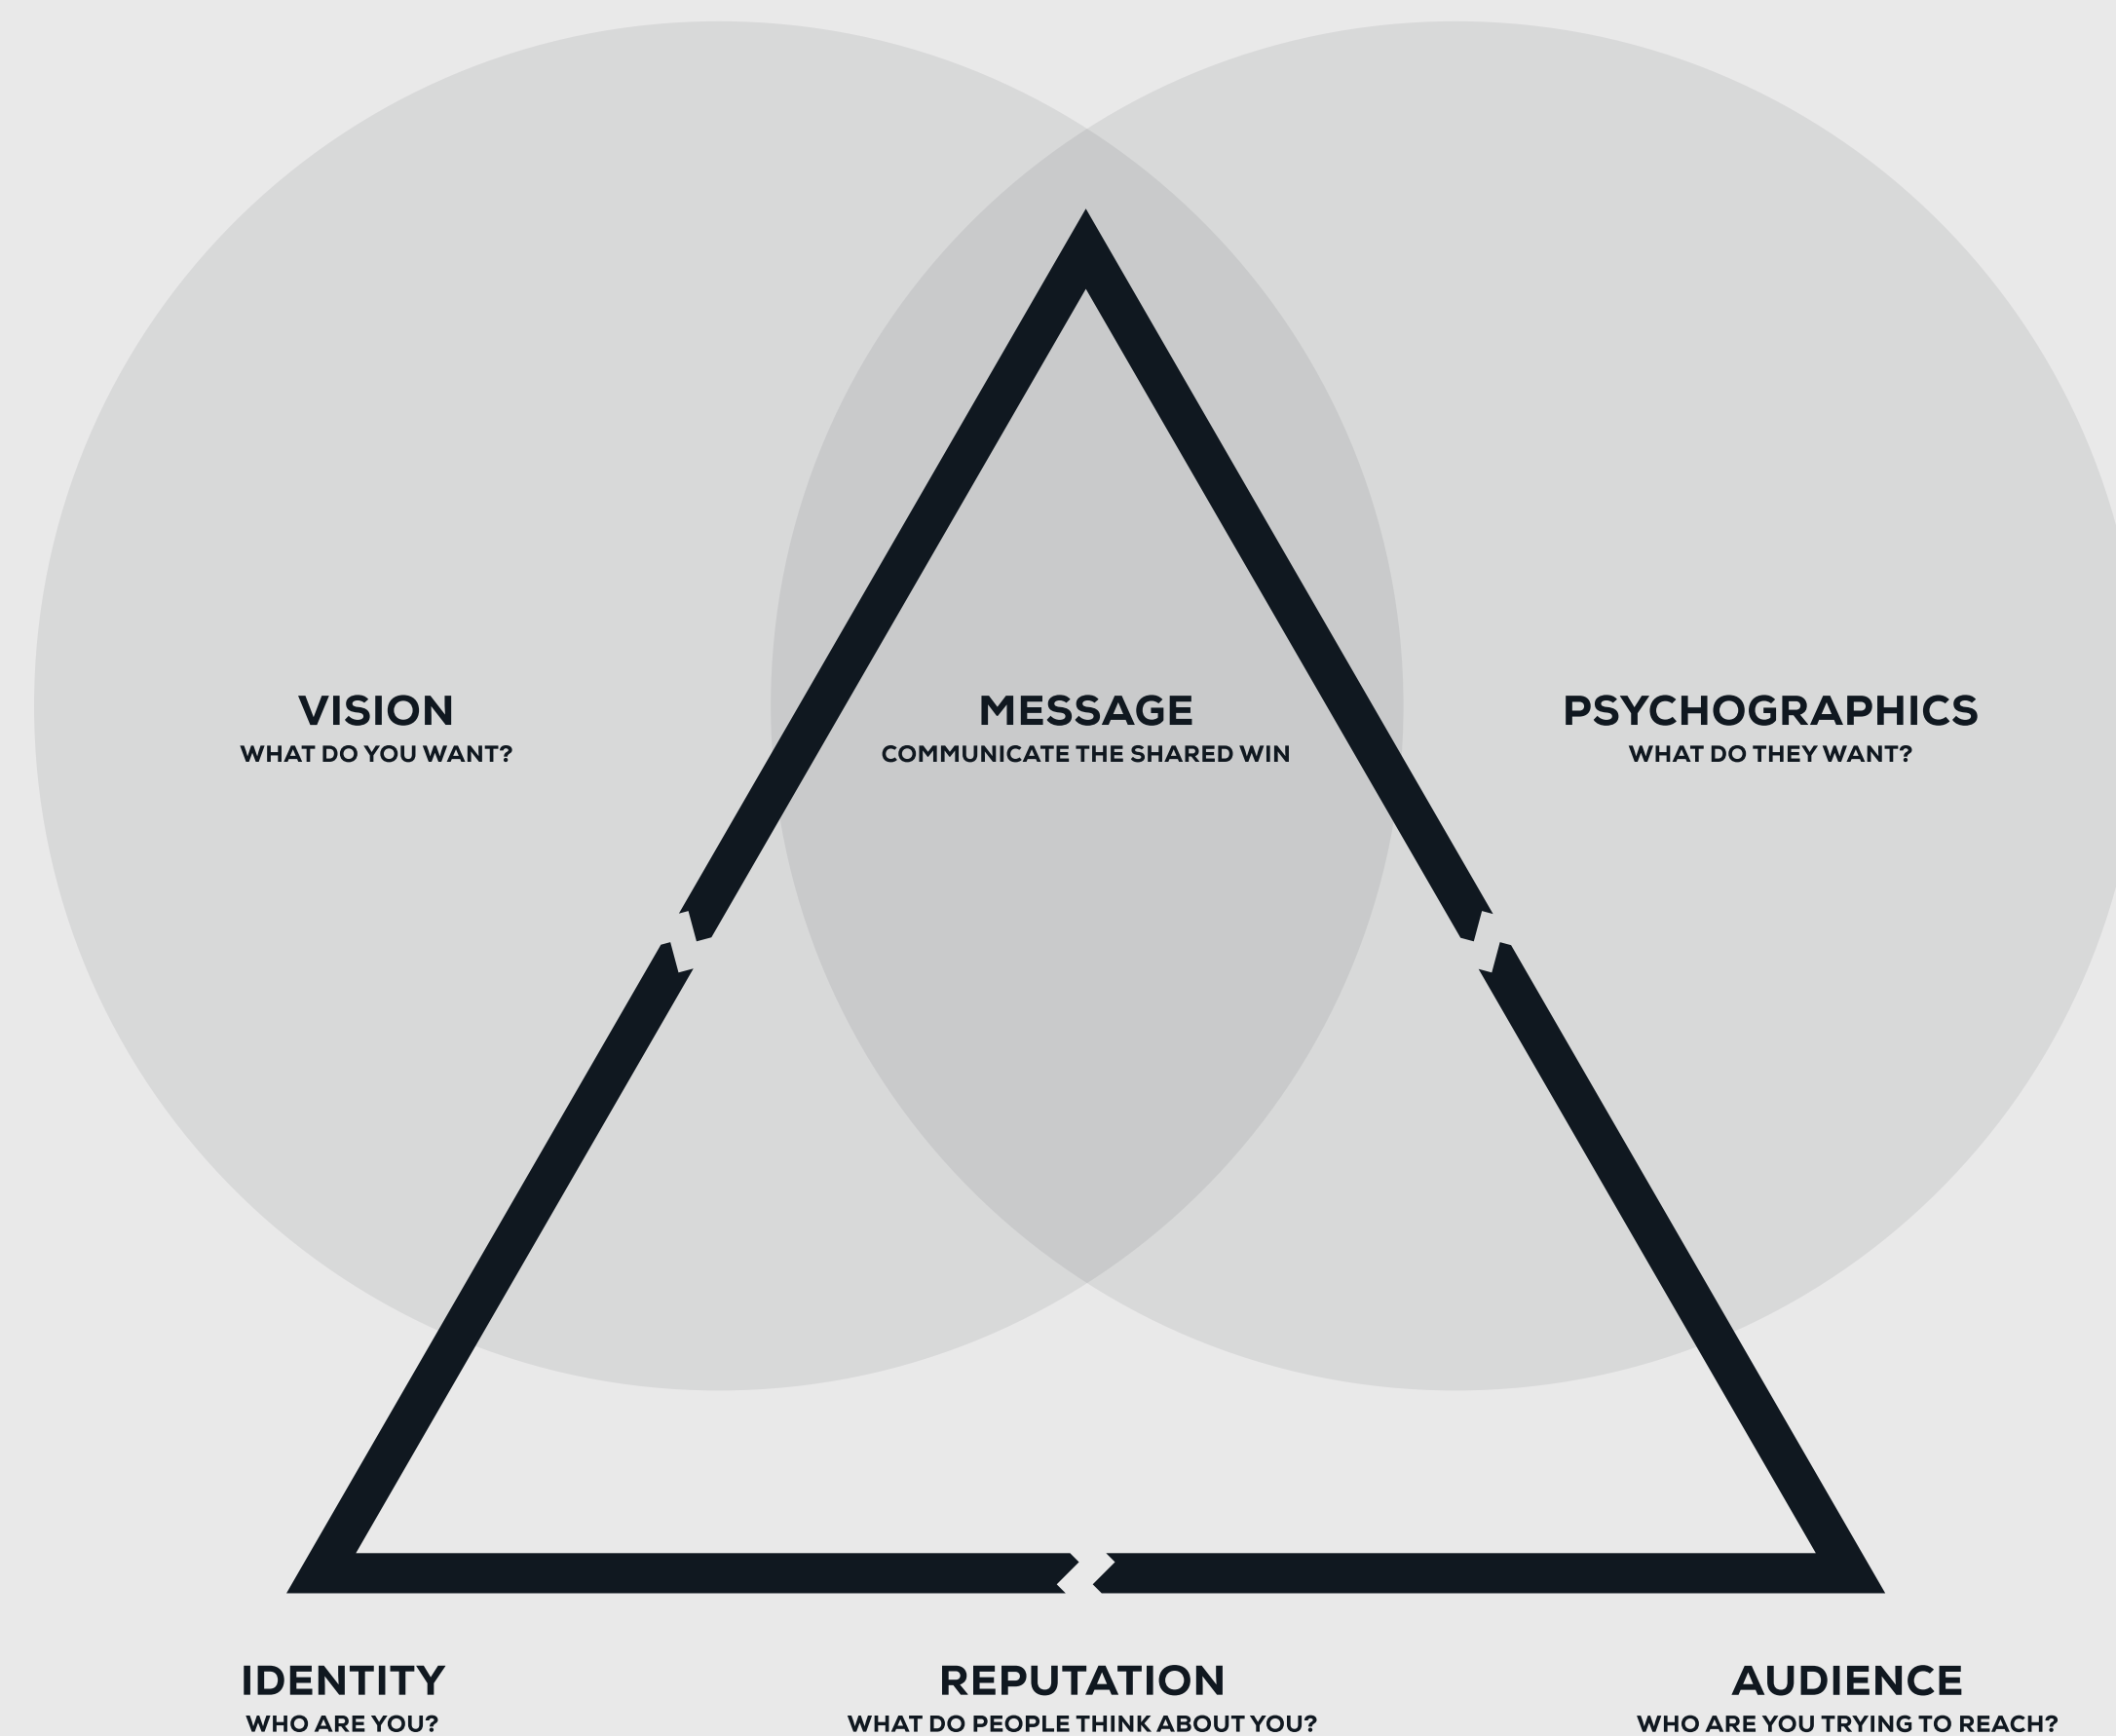 VISION
WHAT DO YOU WANT?
MESSAGE
COMMUNICATE THE SHARED WIN
PSYCHOGRAPHICS
WHAT DO THEY WANT?
IDENTITY
WHO ARE YOU?
REPUTATION
WHAT DO PEOPLE THINK ABOUT YOU?
AUDIENCE
WHO ARE YOU TRYING TO REACH?